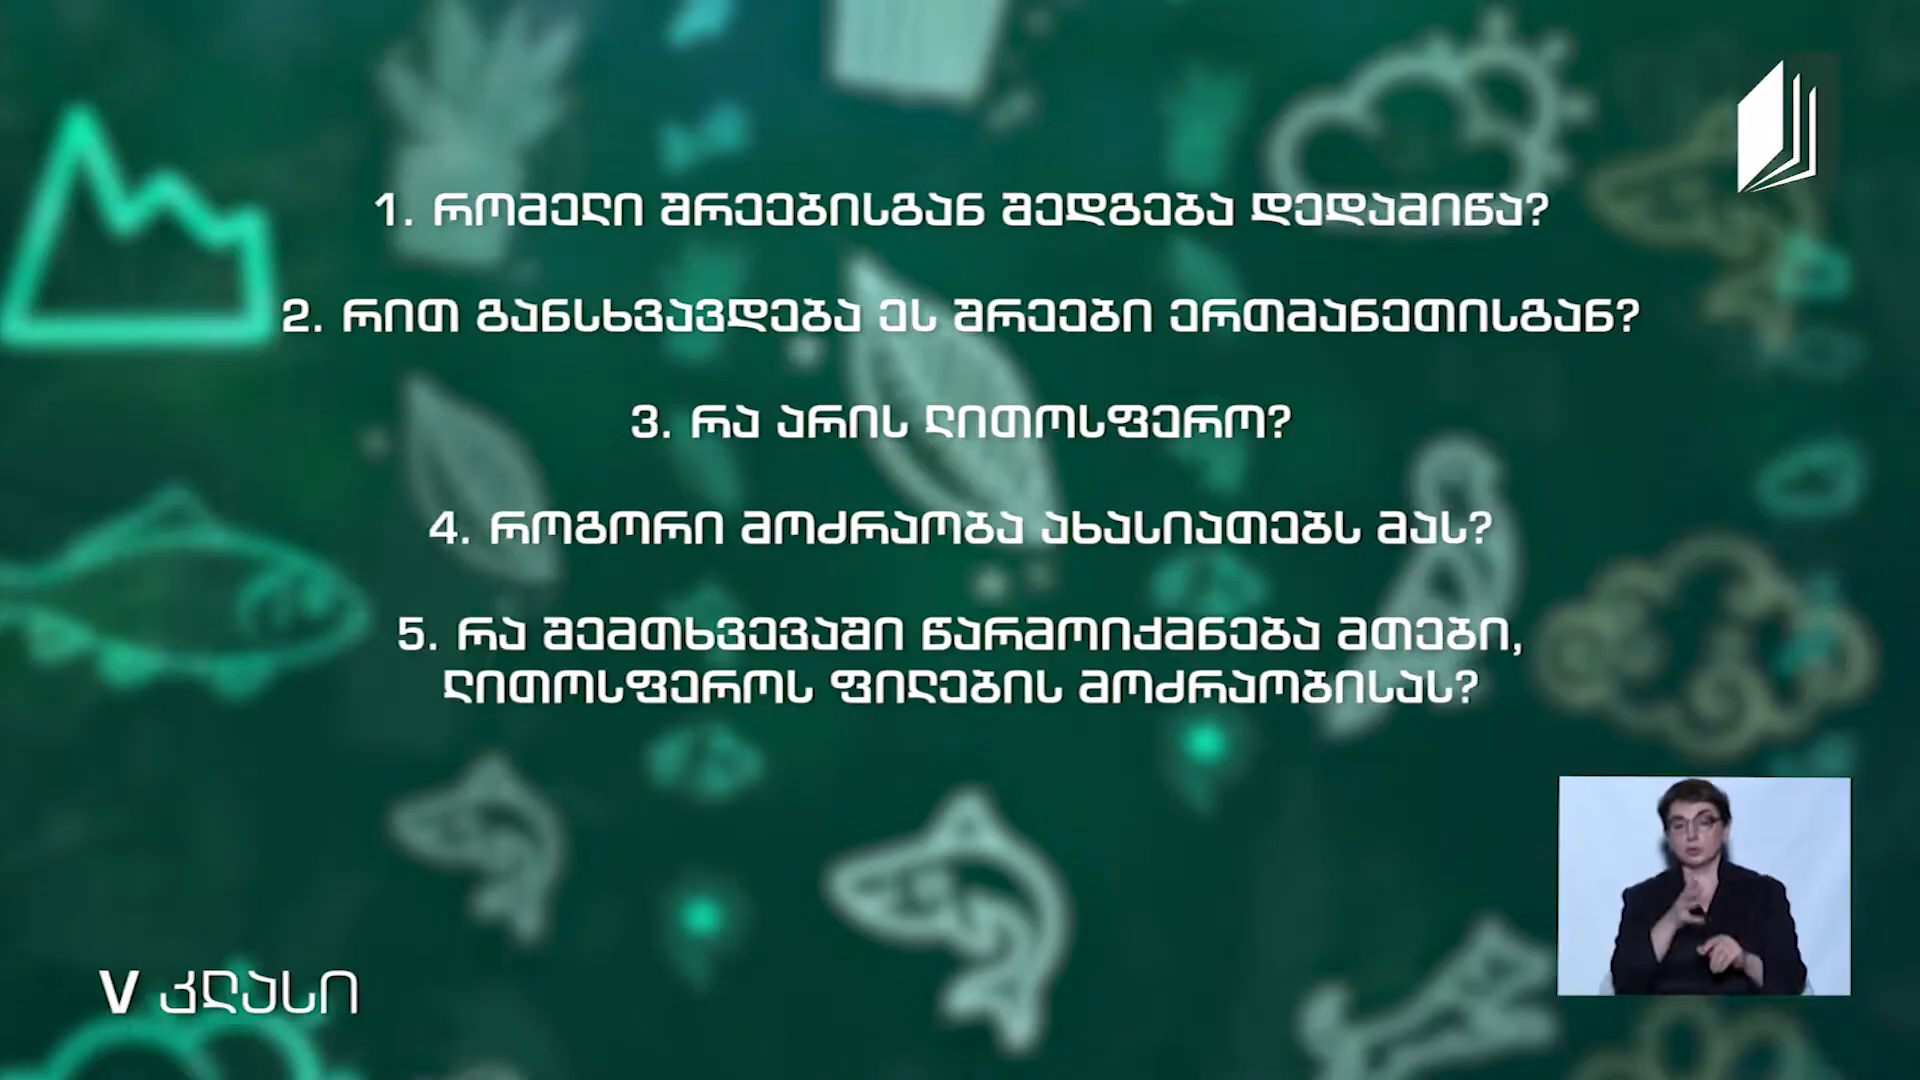 1. რომელი შრეებისგან შედგება დედამიწა?
2. რით განსხვავდება ეს შრეები ერთმანეთისგან?
3. რა არის ლითოსფერო?
4. როგორი მოძრაობა ახასიათებს მას?
5. რა შემთხვევაში წარმოიქმნება მთები,
ლითოსფეროს ფილების მოძრაობისას?
V კლასი